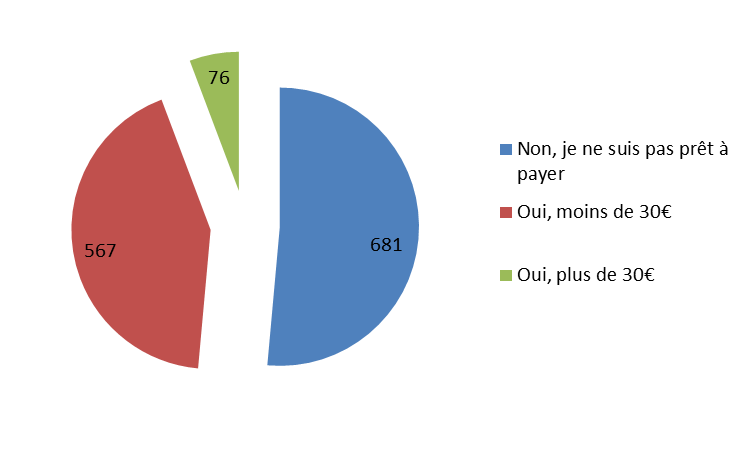 76
567
681
Non, je ne suis pas prêt à
payer
Oui, moins de 30€
Oui, plus de 30€